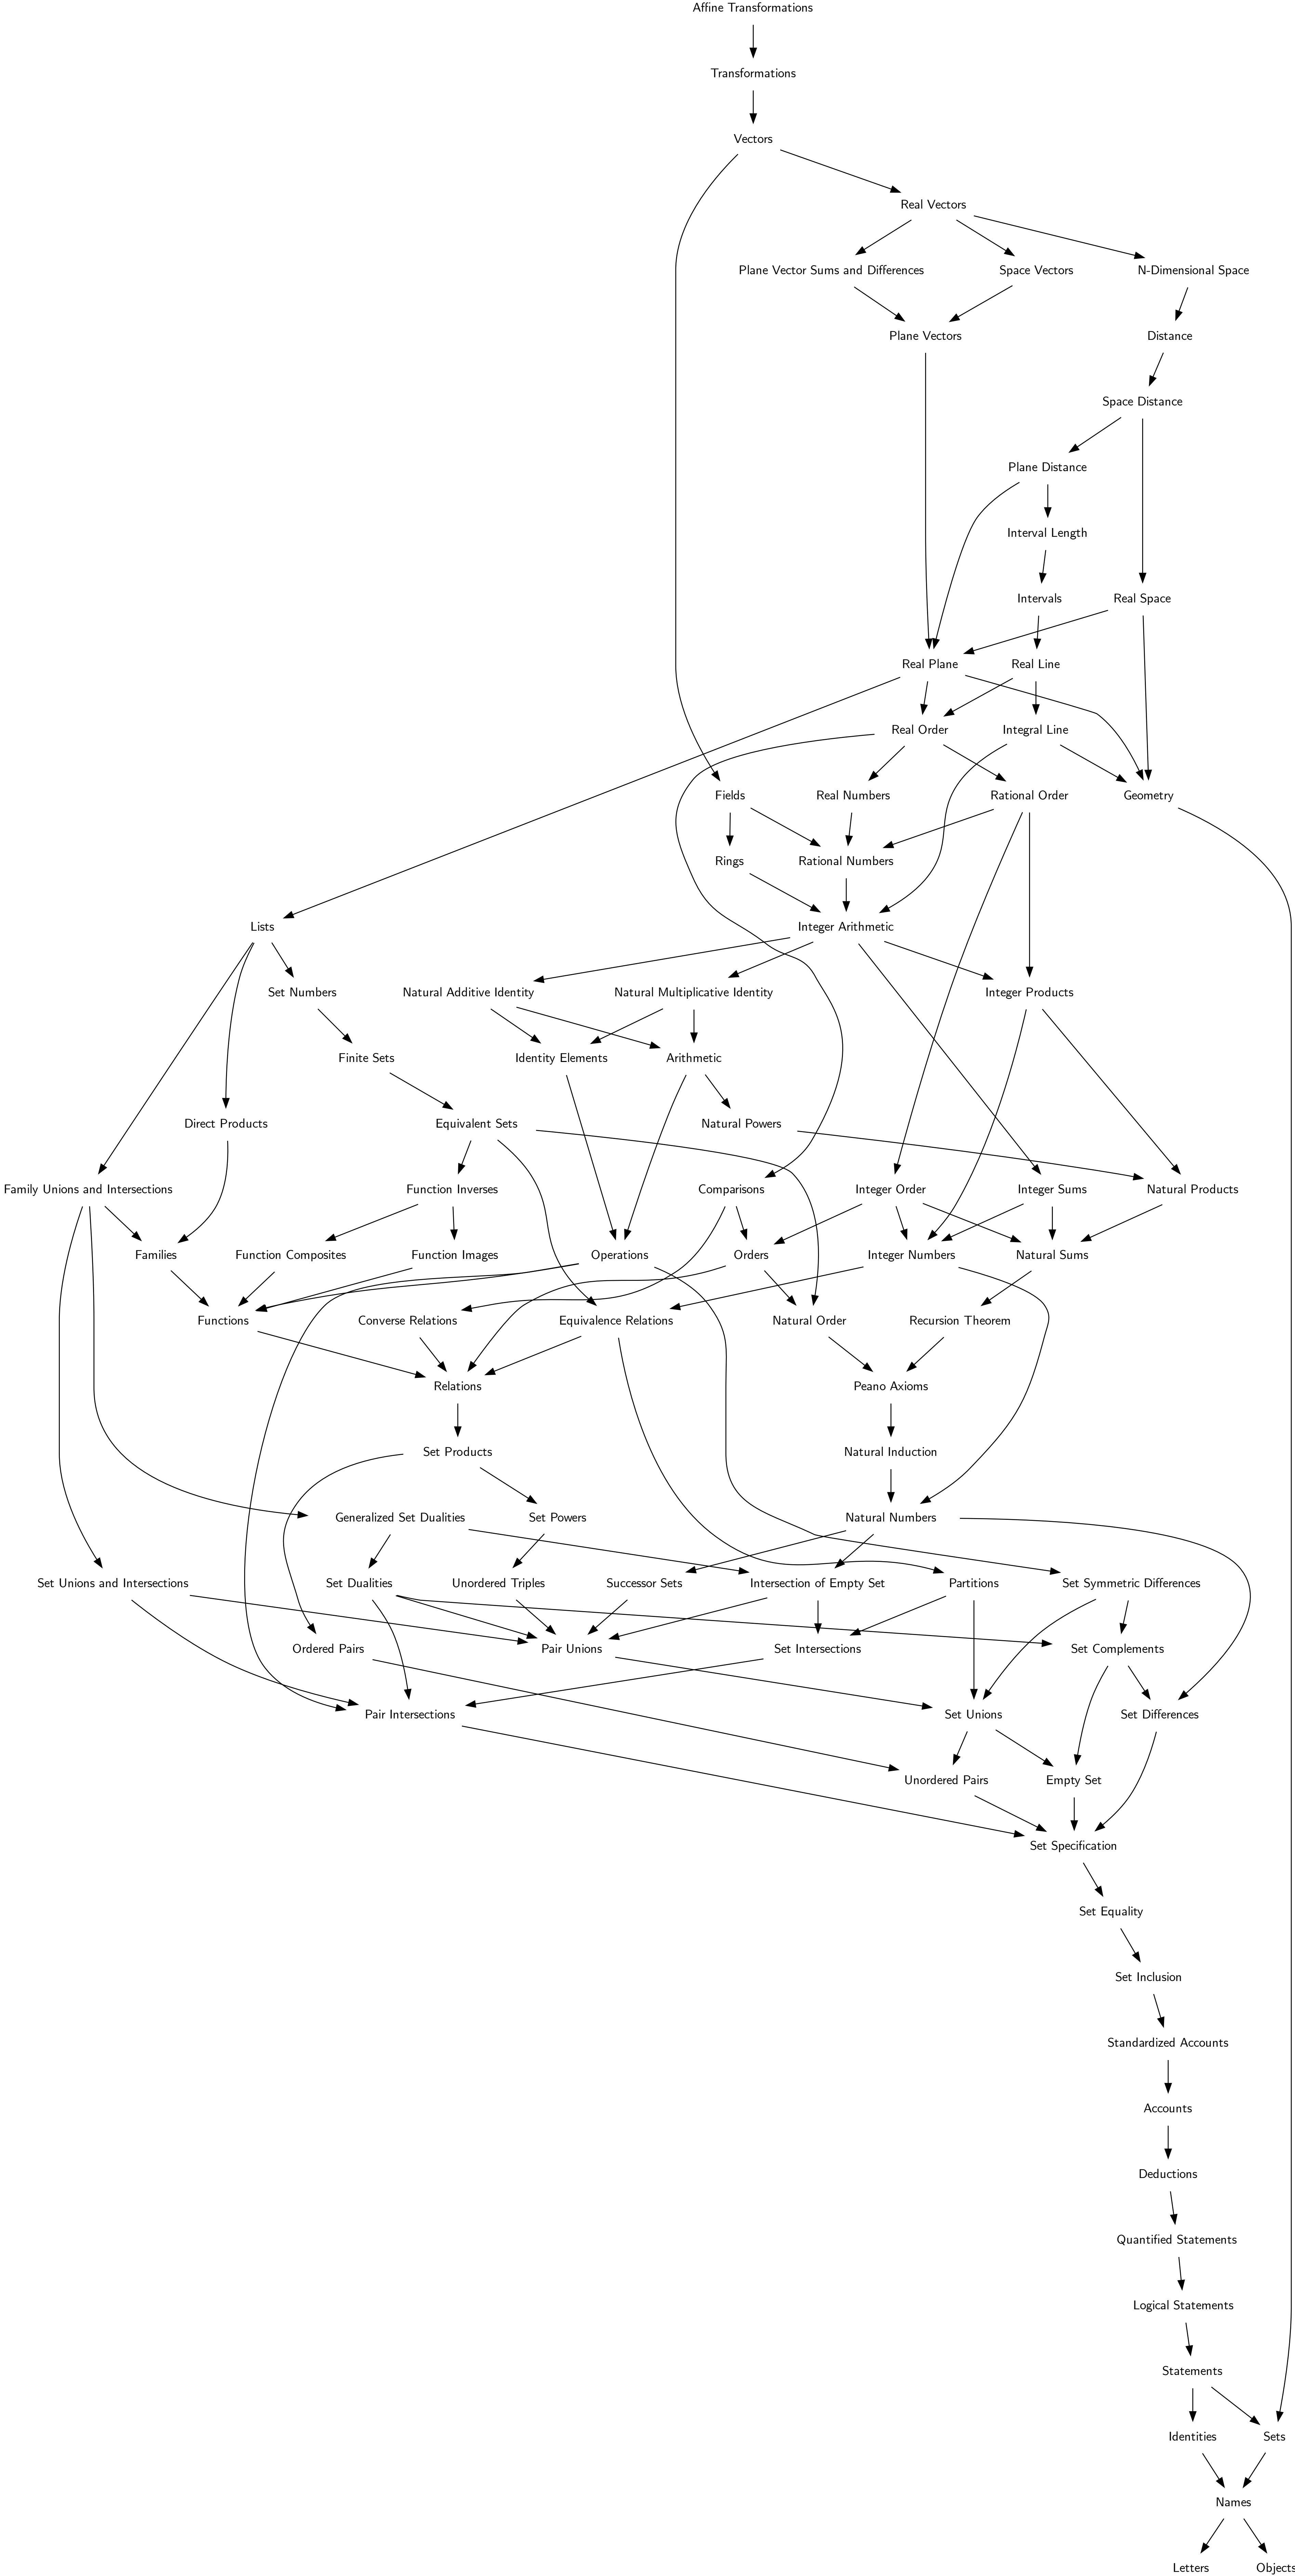 Affine Transformations
Transformations
Vectors
Real Vectors
Plane Vector Sums and Differences
Space Vectors
N-Dimensional Space
Plane Vectors
Distance
Space Distance
Plane Distance
Interval Length
Intervals
Real Space
Real Plane
Real Line
Real Order
Integral Line
Fields
Real Numbers
Rational Order
Geometry
Rings
Rational Numbers
Lists
Integer Arithmetic
Set Numbers
Natural Additive Identity
Natural Multiplicative Identity
Integer Products
Finite Sets
Identity Elements
Arithmetic
Direct Products
Equivalent Sets
Natural Powers
Family Unions and Intersections
Function Inverses
Comparisons
Integer Order
Integer Sums
Natural Products
Families
Function Composites
Function Images
Operations
Orders
Integer Numbers
Natural Sums
Functions
Converse Relations
Equivalence Relations
Natural Order
Recursion Theorem
Relations
Peano Axioms
Set Products
Natural Induction
Generalized Set Dualities
Set Powers
Natural Numbers
Set Unions and Intersections
Set Dualities
Unordered Triples
Successor Sets
Intersection of Empty Set
Partitions
Set Symmetric Differences
Ordered Pairs
Pair Unions
Set Intersections
Set Complements
Pair Intersections
Set Unions
Set Differences
Unordered Pairs
Empty Set
Set Specification
Set Equality
Set Inclusion
Standardized Accounts
Accounts
Deductions
Quantified Statements
Logical Statements
Statements
Identities
Sets
Names
Letters
Objects